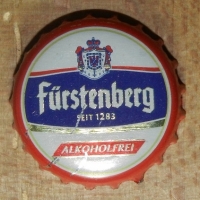 Fürstenberg
SEIT 1283
ALKOHOLFREI